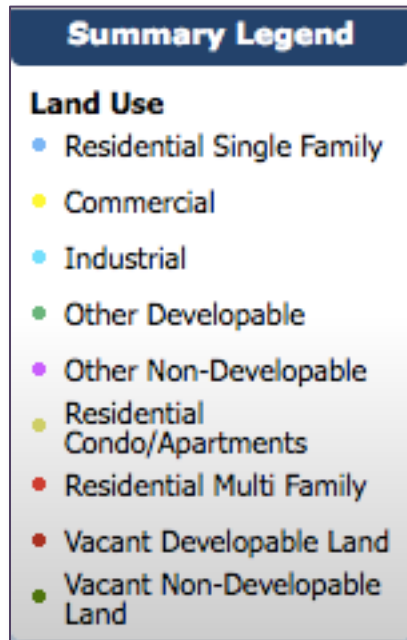 Summary Legend
Land Use
Residential Single Family
Commercial
Industrial
Other Developable
Other Non-Developable
Residential
Condo/Apartments
Residential Multi Family
Vacant Developable Land
Vacant Non-Developable
Land